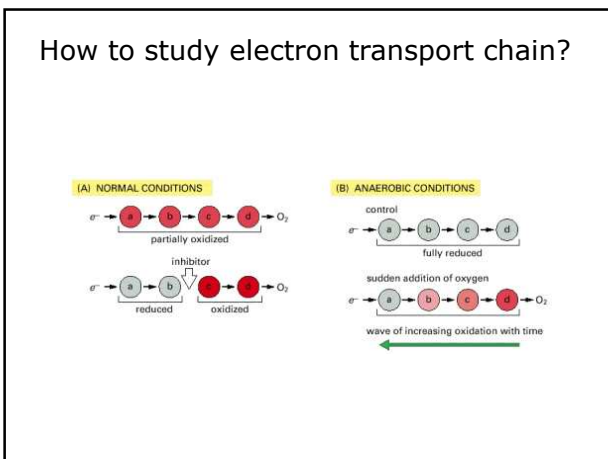 How to study electron transport chain?
(A) NORMAL CONDITIONS
e⁻ a b c d O₂
partially oxidized
inhibitor
e⁻ a b c d O₂
reduced oxidized
(B) ANAEROBIC CONDITIONS
control
e⁻ a b c d
fully reduced
sudden addition of oxygen
e⁻ a b c d O₂
wave of increasing oxidation with time